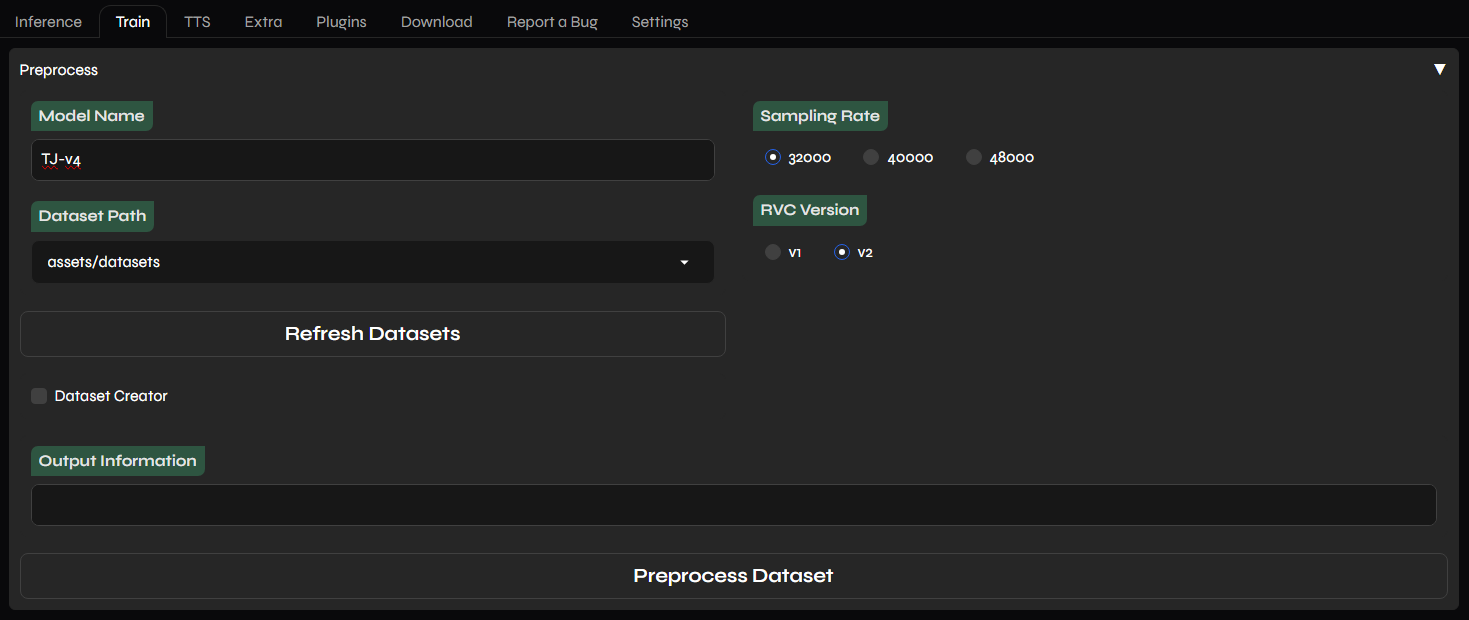 Inference Train TTS Extra Plugins Download Report a Bug Settings
Preprocess ▼
Model Name
TJ-v4
Dataset Path
assets/datasets
Refresh Datasets
Dataset Creator
Sampling Rate
32000 40000 48000
RVC Version
v1 v2
Output Information
Preprocess Dataset